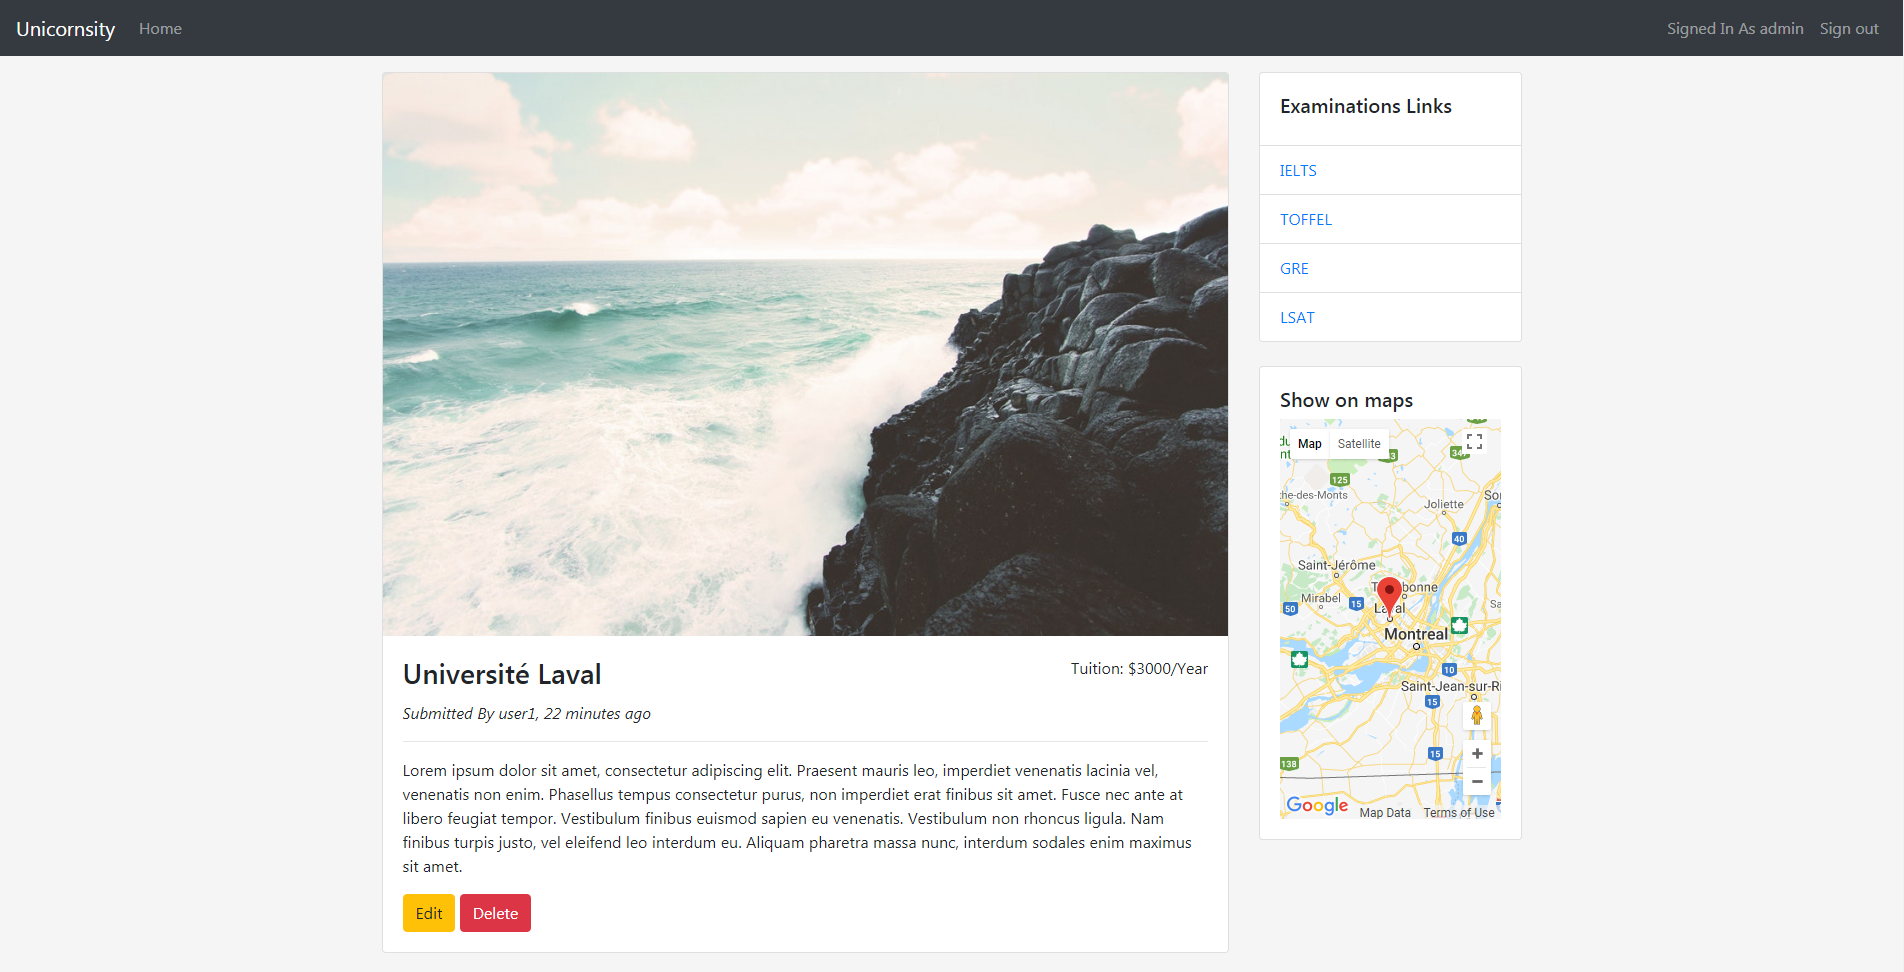 Unicornsity Home Signed In As admin Sign out
Université Laval
Tuition: $3000/Year
Submitted By user1, 22 minutes ago
Lorem ipsum dolor sit amet, consectetur adipiscing elit. Praesent mauris leo, imperdiet venenatis lacinia vel,
venenatis non enim. Phasellus tempus consectetur purus, non imperdiet erat finibus sit amet. Fusce nec ante at
libero feugiat tempor. Vestibulum finibus euismod sapien eu venenatis. Vestibulum non rhoncus ligula. Nam
finibus turpis justo, vel eleifend leo interdum eu. Aliquam pharetra massa nunc, interdum sodales enim maximus
sit amet.
Edit Delete
Examinations Links
IELTS
TOFFEL
GRE
LSAT
Show on maps
Map Satellite
125
Joliette
40
Saint-Jérôme
Mirabel
50
15
Montreal
10
Saint-Jean-sur-Ri
15
15
138
Google Map Data Terms of Use